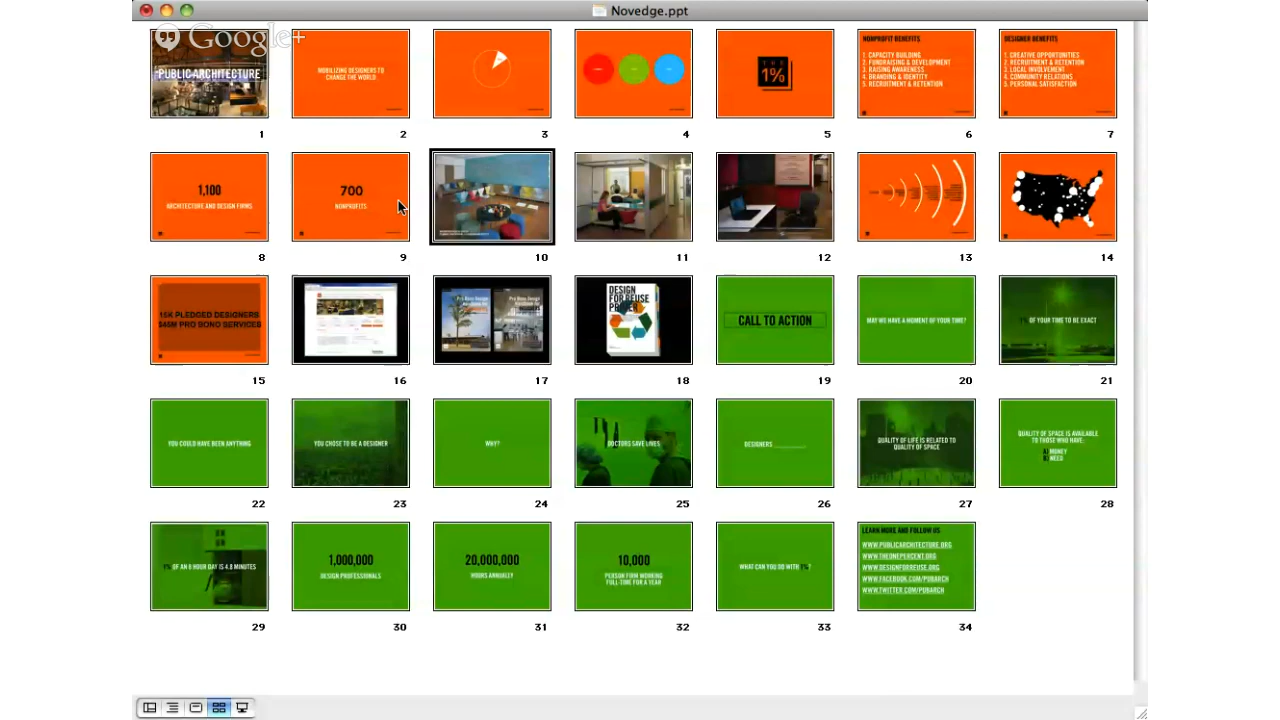 Novedge.ppt
Google+
PUBLIC ARCHITECTURE
MOBILIZING DESIGNERS TO
CHANGE THE WORLD
THE
1%
NONPROFIT BENEFITS
1. CAPACITY BUILDING
2. FUNDRAISING & DEVELOPMENT
3. RAISING AWARENESS
4. BRANDING & IDENTITY
5. RECRUITMENT & RETENTION
DESIGNER BENEFITS
1. CREATIVE OPPORTUNITIES
2. RECRUITMENT & RETENTION
3. LOCAL INVOLVEMENT
4. COMMUNITY RELATIONS
5. PERSONAL SATISFACTION
1 2 3 4 5 6 7
1,100
ARCHITECTURE AND DESIGN FIRMS
700
NONPROFITS
8 9 10 11 12 13 14
15K PLEDGED DESIGNERS
$45M PRO BONO SERVICES
DESIGN
FOR REUSE
PRIMER
CALL TO ACTION
MAY WE HAVE A MOMENT OF YOUR TIME?
1% OF YOUR TIME TO BE EXACT
15 16 17 18 19 20 21
YOU COULD HAVE BEEN ANYTHING
YOU CHOSE TO BE A DESIGNER
WHY?
DOCTORS SAVE LIVES
DESIGNERS ________
QUALITY OF LIFE IS RELATED TO
QUALITY OF SPACE
QUALITY OF SPACE IS AVAILABLE
TO THOSE WHO HAVE:
A) MONEY
B) NEED
22 23 24 25 26 27 28
1% OF AN 8 HOUR DAY IS 4.8 MINUTES
1,000,000
DESIGN PROFESSIONALS
20,000,000
HOURS ANNUALLY
10,000
PERSON FIRM WORKING
FULL-TIME FOR A YEAR
WHAT CAN YOU DO WITH 1%?
LEARN MORE AND FOLLOW US:
WWW.PUBLICARCHITECTURE.ORG
WWW.THEONEPERCENT.ORG
WWW.DESIGNFORREUSE.ORG
WWW.FACEBOOK.COM/PUBARCH
WWW.TWITTER.COM/PUBARCH
29 30 31 32 33 34